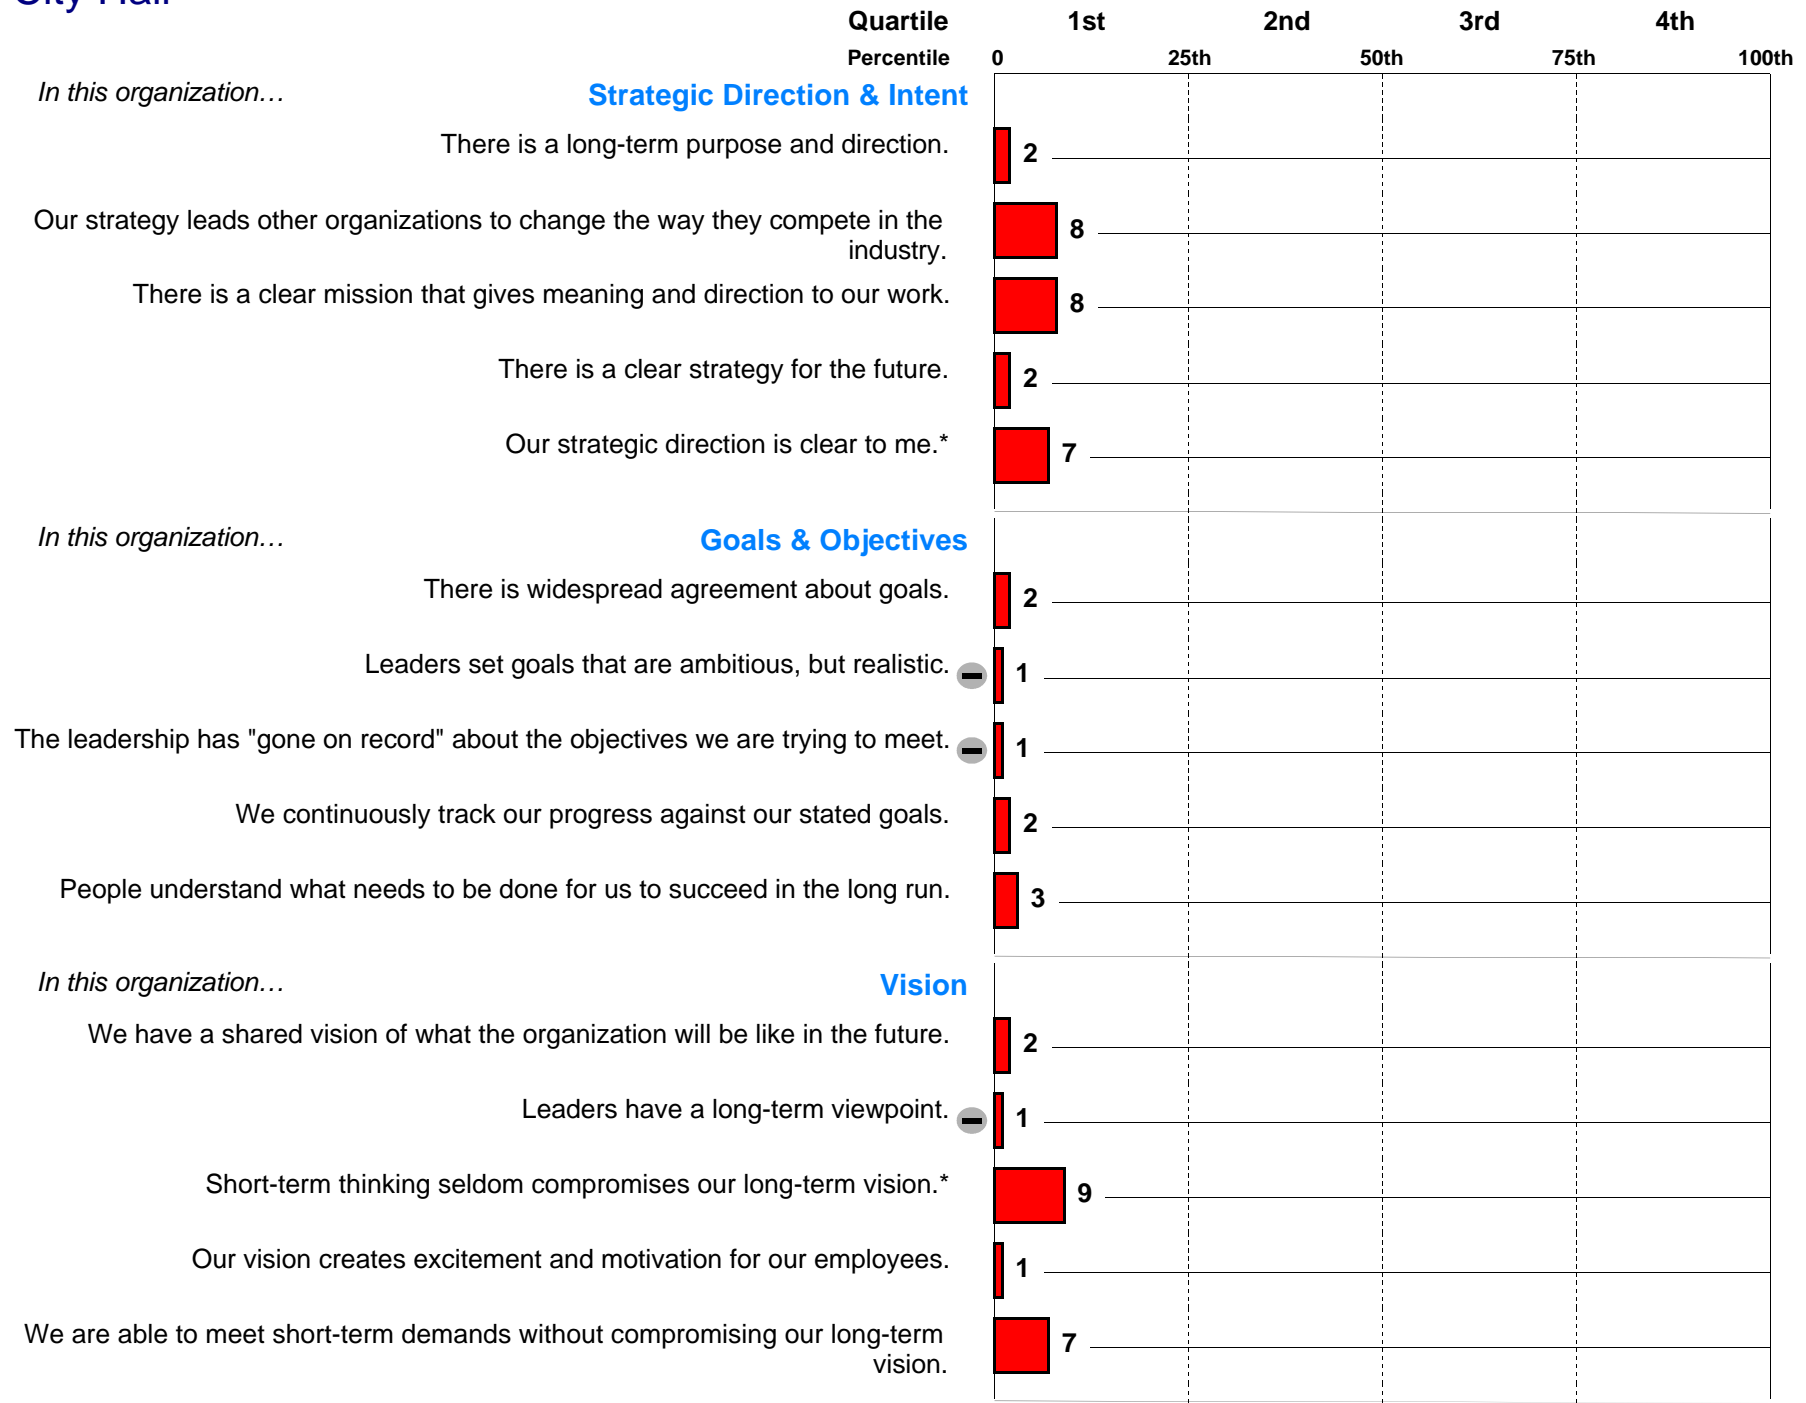 City Hall
Quartile 1st 2nd 3rd 4th
Percentile 0 25th 50th 75th 100th
In this organization… Strategic Direction & Intent
There is a long-term purpose and direction. 2
Our strategy leads other organizations to change the way they compete in the
industry. 8
There is a clear mission that gives meaning and direction to our work. 8
There is a clear strategy for the future. 2
Our strategic direction is clear to me.* 7
In this organization… Goals & Objectives
There is widespread agreement about goals. 2
Leaders set goals that are ambitious, but realistic. 1
The leadership has "gone on record" about the objectives we are trying to meet. 1
We continuously track our progress against our stated goals. 2
People understand what needs to be done for us to succeed in the long run. 3
In this organization… Vision
We have a shared vision of what the organization will be like in the future. 2
Leaders have a long-term viewpoint. 1
Short-term thinking seldom compromises our long-term vision.* 9
Our vision creates excitement and motivation for our employees. 1
We are able to meet short-term demands without compromising our long-term
vision. 7